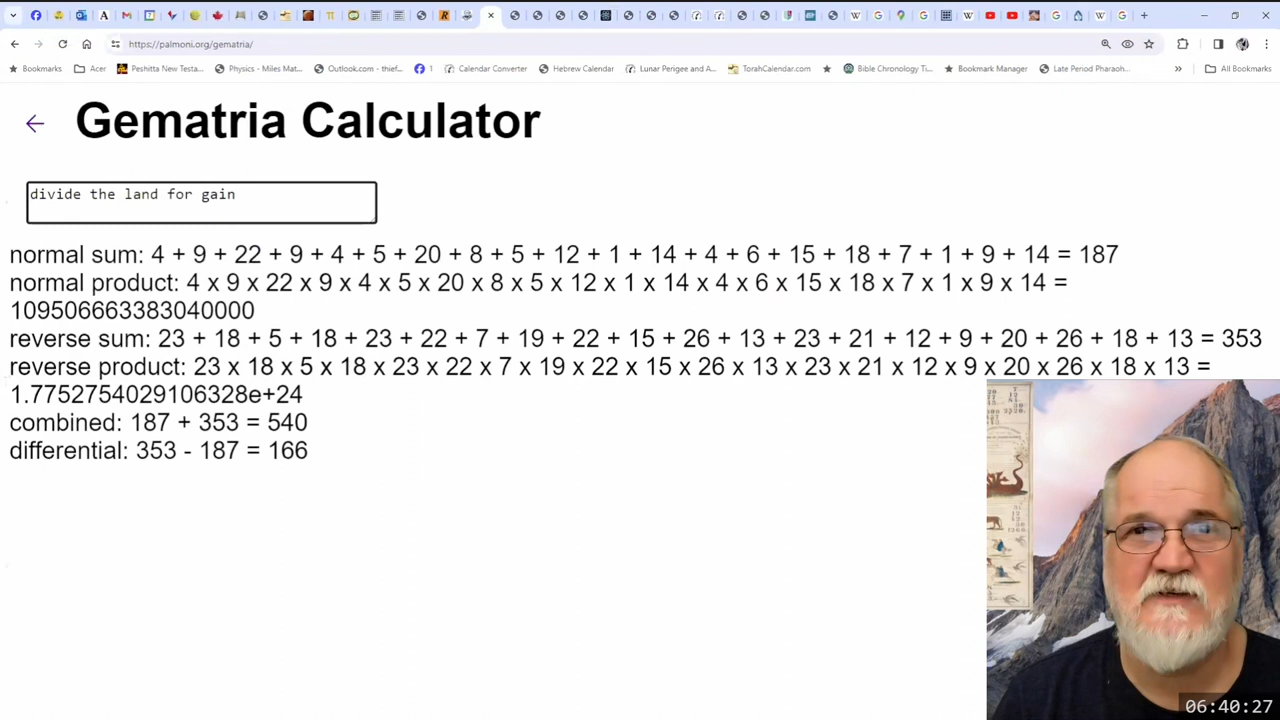 https://palmoni.org/gematria/
Bookmarks Acer Peshitta New Testa... Physics - Miles Mat... Outlook.com - thief... 1 Calendar Converter Hebrew Calendar Lunar Perigee and A... TorahCalendar.com Bible Chronology Ti... Bookmark Manager Late Period Pharaoh... » All Bookmarks
Gematria Calculator
divide the land for gain
normal sum: 4 + 9 + 22 + 9 + 4 + 5 + 20 + 8 + 5 + 12 + 1 + 14 + 4 + 6 + 15 + 18 + 7 + 1 + 9 + 14 = 187
normal product: 4 x 9 x 22 x 9 x 4 x 5 x 20 x 8 x 5 x 12 x 1 x 14 x 4 x 6 x 15 x 18 x 7 x 1 x 9 x 14 =
109506663383040000
reverse sum: 23 + 18 + 5 + 18 + 23 + 22 + 7 + 19 + 22 + 15 + 26 + 13 + 23 + 21 + 12 + 9 + 20 + 26 + 18 + 13 = 353
reverse product: 23 x 18 x 5 x 18 x 23 x 22 x 7 x 19 x 22 x 15 x 26 x 13 x 23 x 21 x 12 x 9 x 20 x 26 x 18 x 13 =
1.7752754029106328e+24
combined: 187 + 353 = 540
differential: 353 - 187 = 166
06:40:27